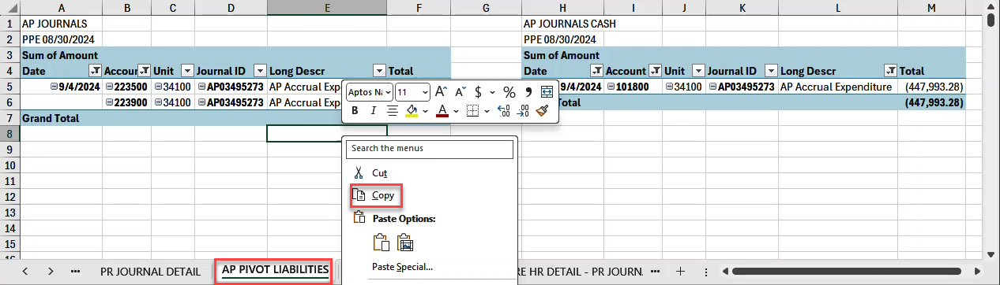 A B C D E F G H I J K L M
1 AP JOURNALS AP JOURNALS CASH
2 PPE 08/30/2024 PPE 08/30/2024
3 Sum of Amount Sum of Amount
4 Date Accoun Unit Journal ID Long Descr Total Date Account Unit Journal ID Long Descr Total
5 9/4/2024 223500 34100 AP03495273 AP Accrual Exp 9/4/2024 101800 34100 AP03495273 AP Accrual Expenditure (447,993.28)
Aptos Na 11 A A $ % 9
6 223900 34100 AP03495273 AP Accrual Exp Total (447,993.28)
B I A .00
7 Grand Total
8
9
Search the menus
10
Cut
11
12
Copy
13
Paste Options:
14
15
Paste Special...
16
PR JOURNAL DETAIL AP PIVOT LIABILITIES RE HR DETAIL - PR JOURN.